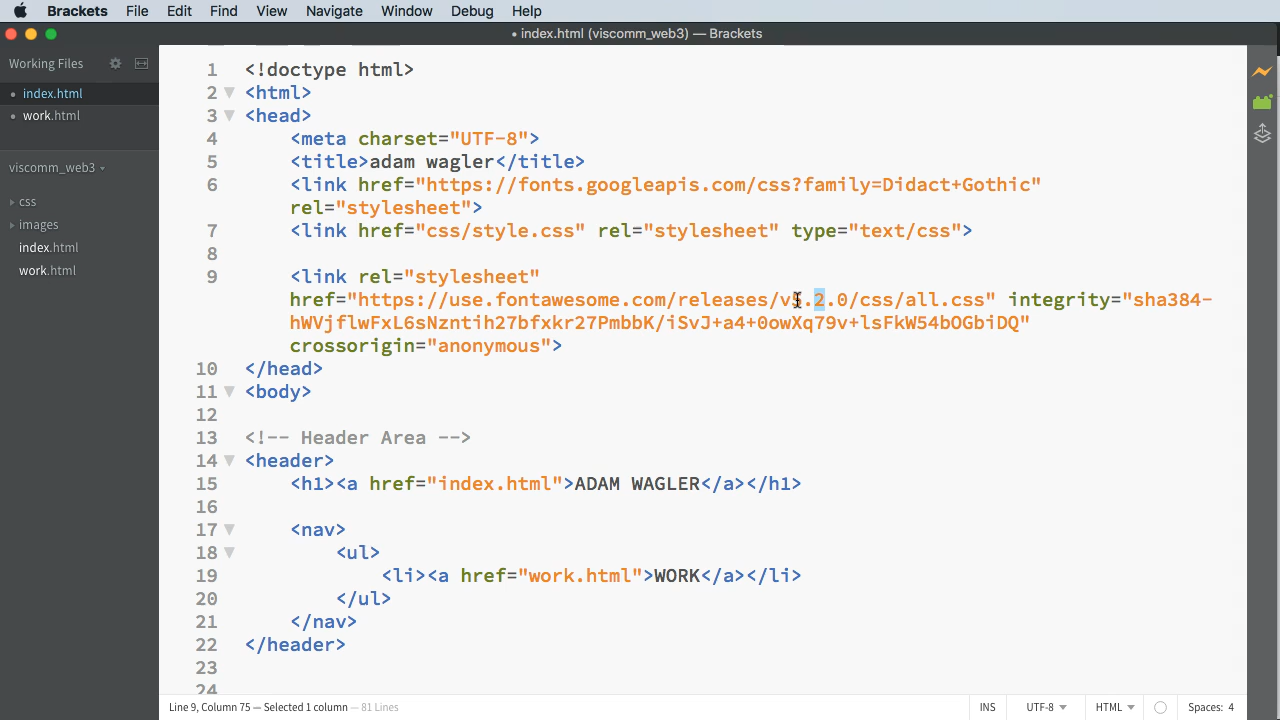 Brackets File Edit Find View Navigate Window Debug Help
• index.html (viscomm_web3) — Brackets
Working Files
index.html
work.html
viscomm_web3
css
images
index.html
work.html
1 <!doctype html>
2 <html>
3 <head>
4 <meta charset="UTF-8">
5 <title>adam wagler</title>
6 <link href="https://fonts.googleapis.com/css?family=Didact+Gothic"
rel="stylesheet">
7 <link href="css/style.css" rel="stylesheet" type="text/css">
8
9 <link rel="stylesheet"
href="https://use.fontawesome.com/releases/v5.2.0/css/all.css" integrity="sha384-
hWVjflwFxL6sNzntih27bfxkr27PmbbK/iSvJ+a4+0owXq79v+lsFkW54bOGbiDQ"
crossorigin="anonymous">
10 </head>
11 <body>
12
13 <!-- Header Area -->
14 <header>
15 <h1><a href="index.html">ADAM WAGLER</a></h1>
16
17 <nav>
18 <ul>
19 <li><a href="work.html">WORK</a></li>
20 </ul>
21 </nav>
22 </header>
23
24
Line 9, Column 75 — Selected 1 column — 81 Lines INS UTF-8 HTML Spaces: 4